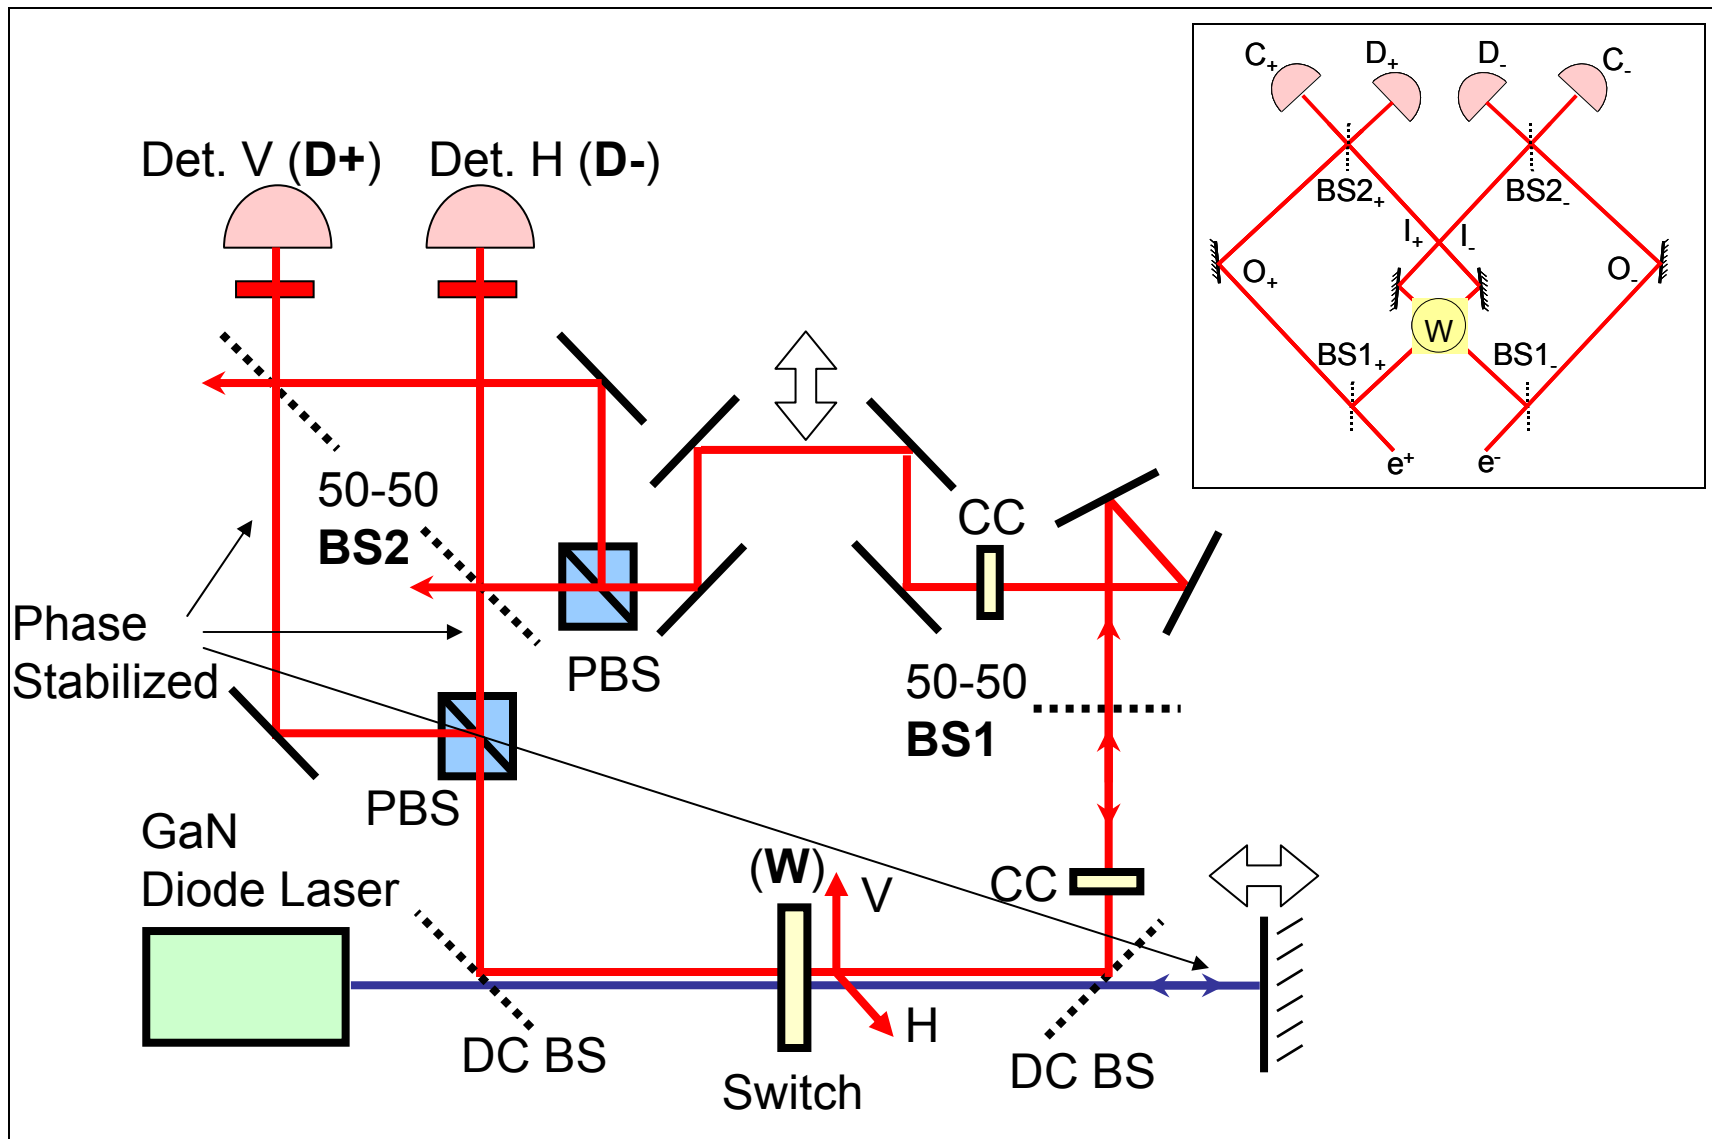 Det. V (D+)
Det. H (D-)
50-50
BS2
PBS
Phase
Stabilized
PBS
GaN
Diode Laser
DC BS
(W)
V
H
Switch
CC
50-50
BS1
CC
DC BS
C+
D+
D-
C-
BS2+
BS2-
I+
I-
O+
O-
W
BS1+
BS1-
e+
e-